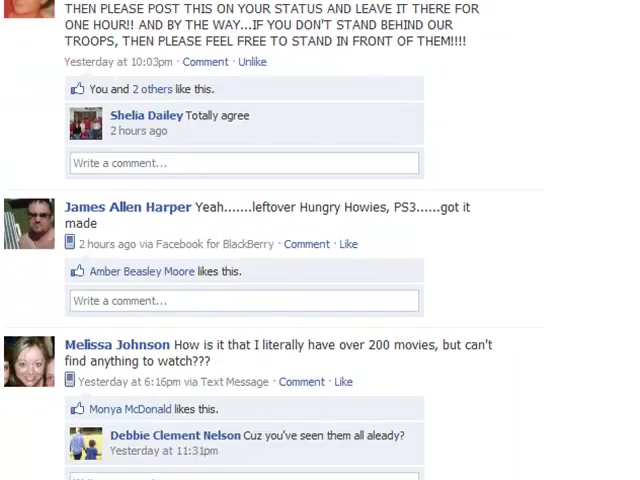 THEN PLEASE POST THIS ON YOUR STATUS AND LEAVE IT THERE FOR
ONE HOUR!! AND BY THE WAY...IF YOU DON'T STAND BEHIND OUR
TROOPS, THEN PLEASE FEEL FREE TO STAND IN FRONT OF THEM!!!!
Yesterday at 10:03pm · Comment · Unlike
You and 2 others like this.
Shelia Dailey Totally agree
2 hours ago
Write a comment...
James Allen Harper Yeah.......leftover Hungry Howies, PS3......got it
made
2 hours ago via Facebook for BlackBerry · Comment · Like
Amber Beasley Moore likes this.
Write a comment...
Melissa Johnson How is it that I literally have over 200 movies, but can't
find anything to watch???
Yesterday at 6:16pm via Text Message · Comment · Like
Monya McDonald likes this.
Debbie Clement Nelson Cuz you've seen them all aleady?
Yesterday at 11:31pm